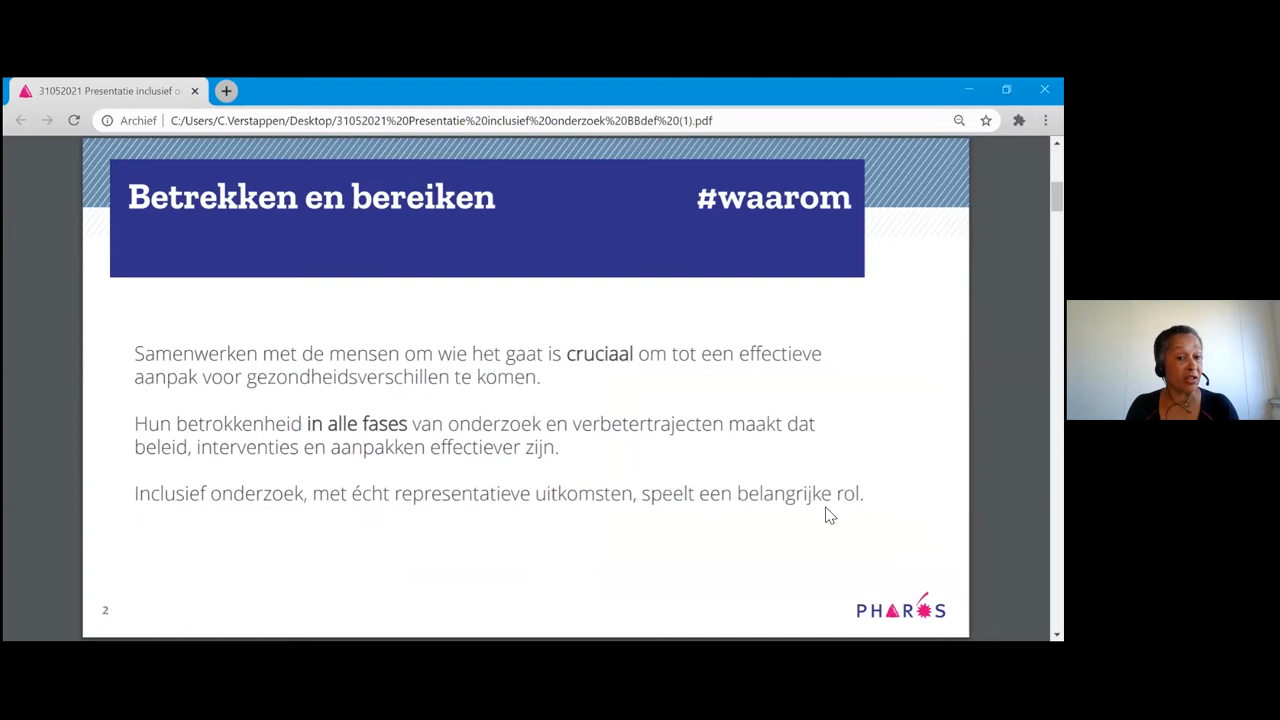 31052021 Presentatie inclusief o
Archief
C:/Users/C.Verstappen/Desktop/31052021%20Presentatie%20inclusief%20onderzoek%20BBdef%20(1).pdf
Betrekken en bereiken #waarom
Samenwerken met de mensen om wie het gaat is cruciaal om tot een effectieve
aanpak voor gezondheidsverschillen te komen.
Hun betrokkenheid in alle fases van onderzoek en verbetertrajecten maakt dat
beleid, interventies en aanpakken effectiever zijn.
Inclusief onderzoek, met écht representatieve uitkomsten, speelt een belangrijke rol.
2
PHAROS